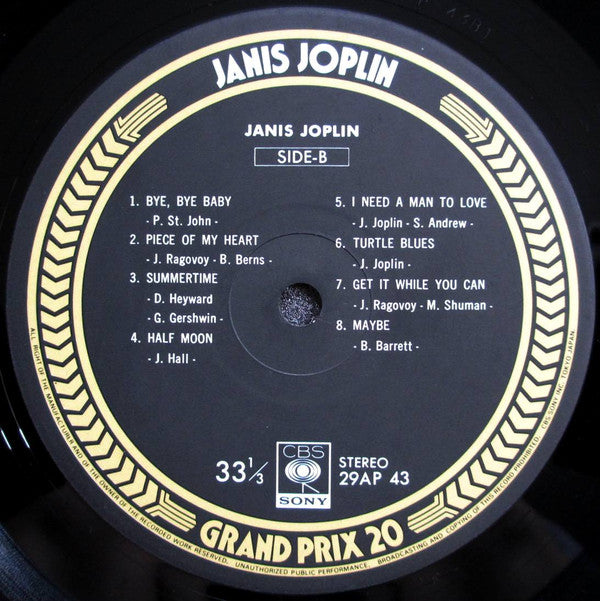 JANIS JOPLIN
JANIS JOPLIN
SIDE-B
1. BYE, BYE BABY
- P. St. John -
2. PIECE OF MY HEART
- J. Ragovoy - B. Berns -
3. SUMMERTIME
- D. Heyward
G. Gershwin -
4. HALF MOON
- J. Hall -
5. I NEED A MAN TO LOVE
- J. Joplin - S. Andrew -
6. TURTLE BLUES
- J. Joplin -
7. GET IT WHILE YOU CAN
- J. Ragovoy - M. Shuman -
8. MAYBE
- B. Barrett -
33 1/3
CBS
SONY
STEREO
29AP 43
GRAND PRIX 20
ALL RIGHT OF THE MANUFACTURER AND OF THE OWNER OF THE RECORDED WORK RESERVED. UNAUTHORIZED PUBLIC PERFORMANCE, BROADCASTING AND COPYING OF THIS RECORD PROHIBITED. CBS·SONY INC. TOKYO JAPAN.